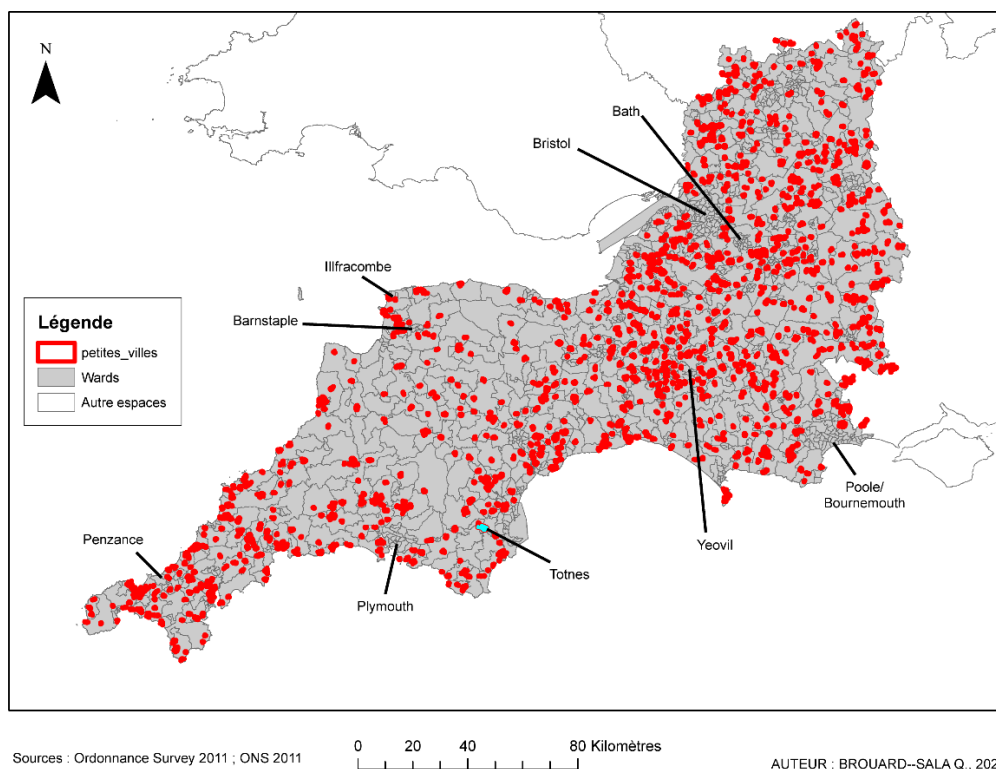 N
Bath
Bristol
Illfracombe
Barnstaple
Légende
petites_villes
Wards
Autre espaces
Poole/
Bournemouth
Yeovil
Penzance
Totnes
Plymouth
Sources : Ordonnance Survey 2011 ; ONS 2011
0 20 40 80 Kilomètres
AUTEUR : BROUARD--SALA Q., 202